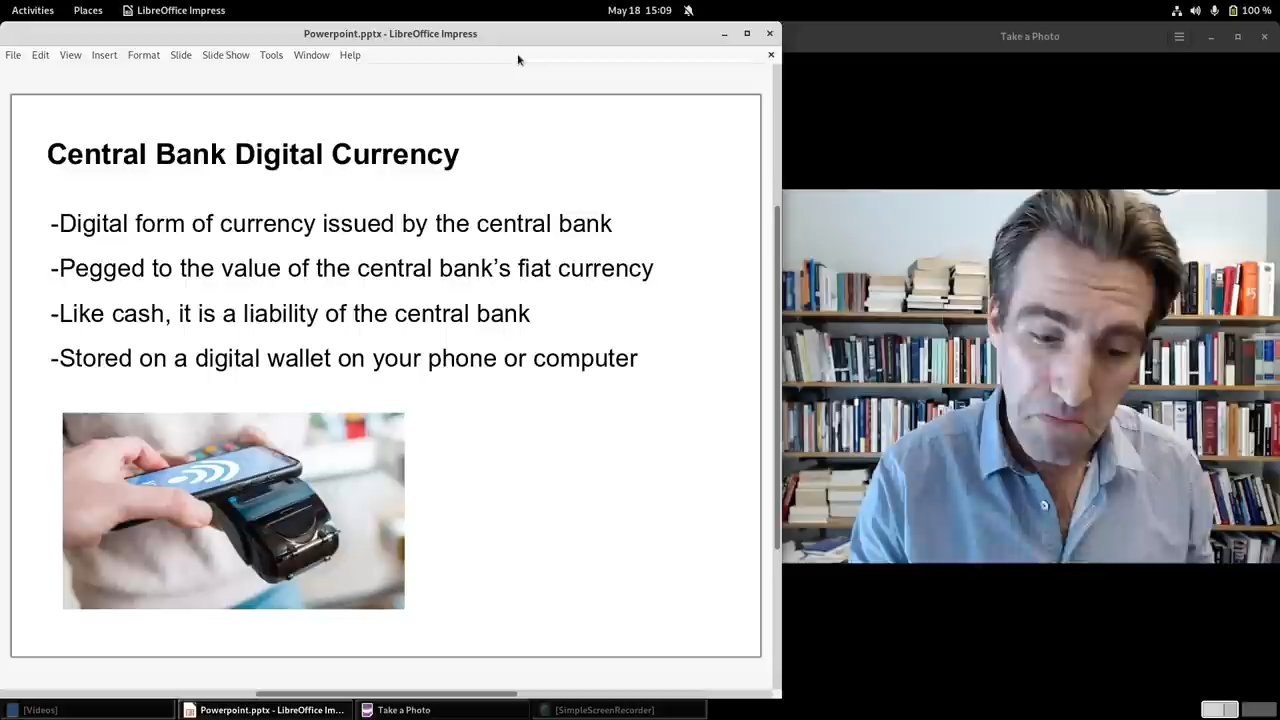 Activities Places LibreOffice Impress May 18 15:09 100 %
Powerpoint.pptx - LibreOffice Impress
Take a Photo
File Edit View Insert Format Slide Slide Show Tools Window Help
Central Bank Digital Currency
-Digital form of currency issued by the central bank
-Pegged to the value of the central bank’s fiat currency
-Like cash, it is a liability of the central bank
-Stored on a digital wallet on your phone or computer
[Videos] Powerpoint.pptx - LibreOffice Im... Take a Photo [SimpleScreenRecorder]